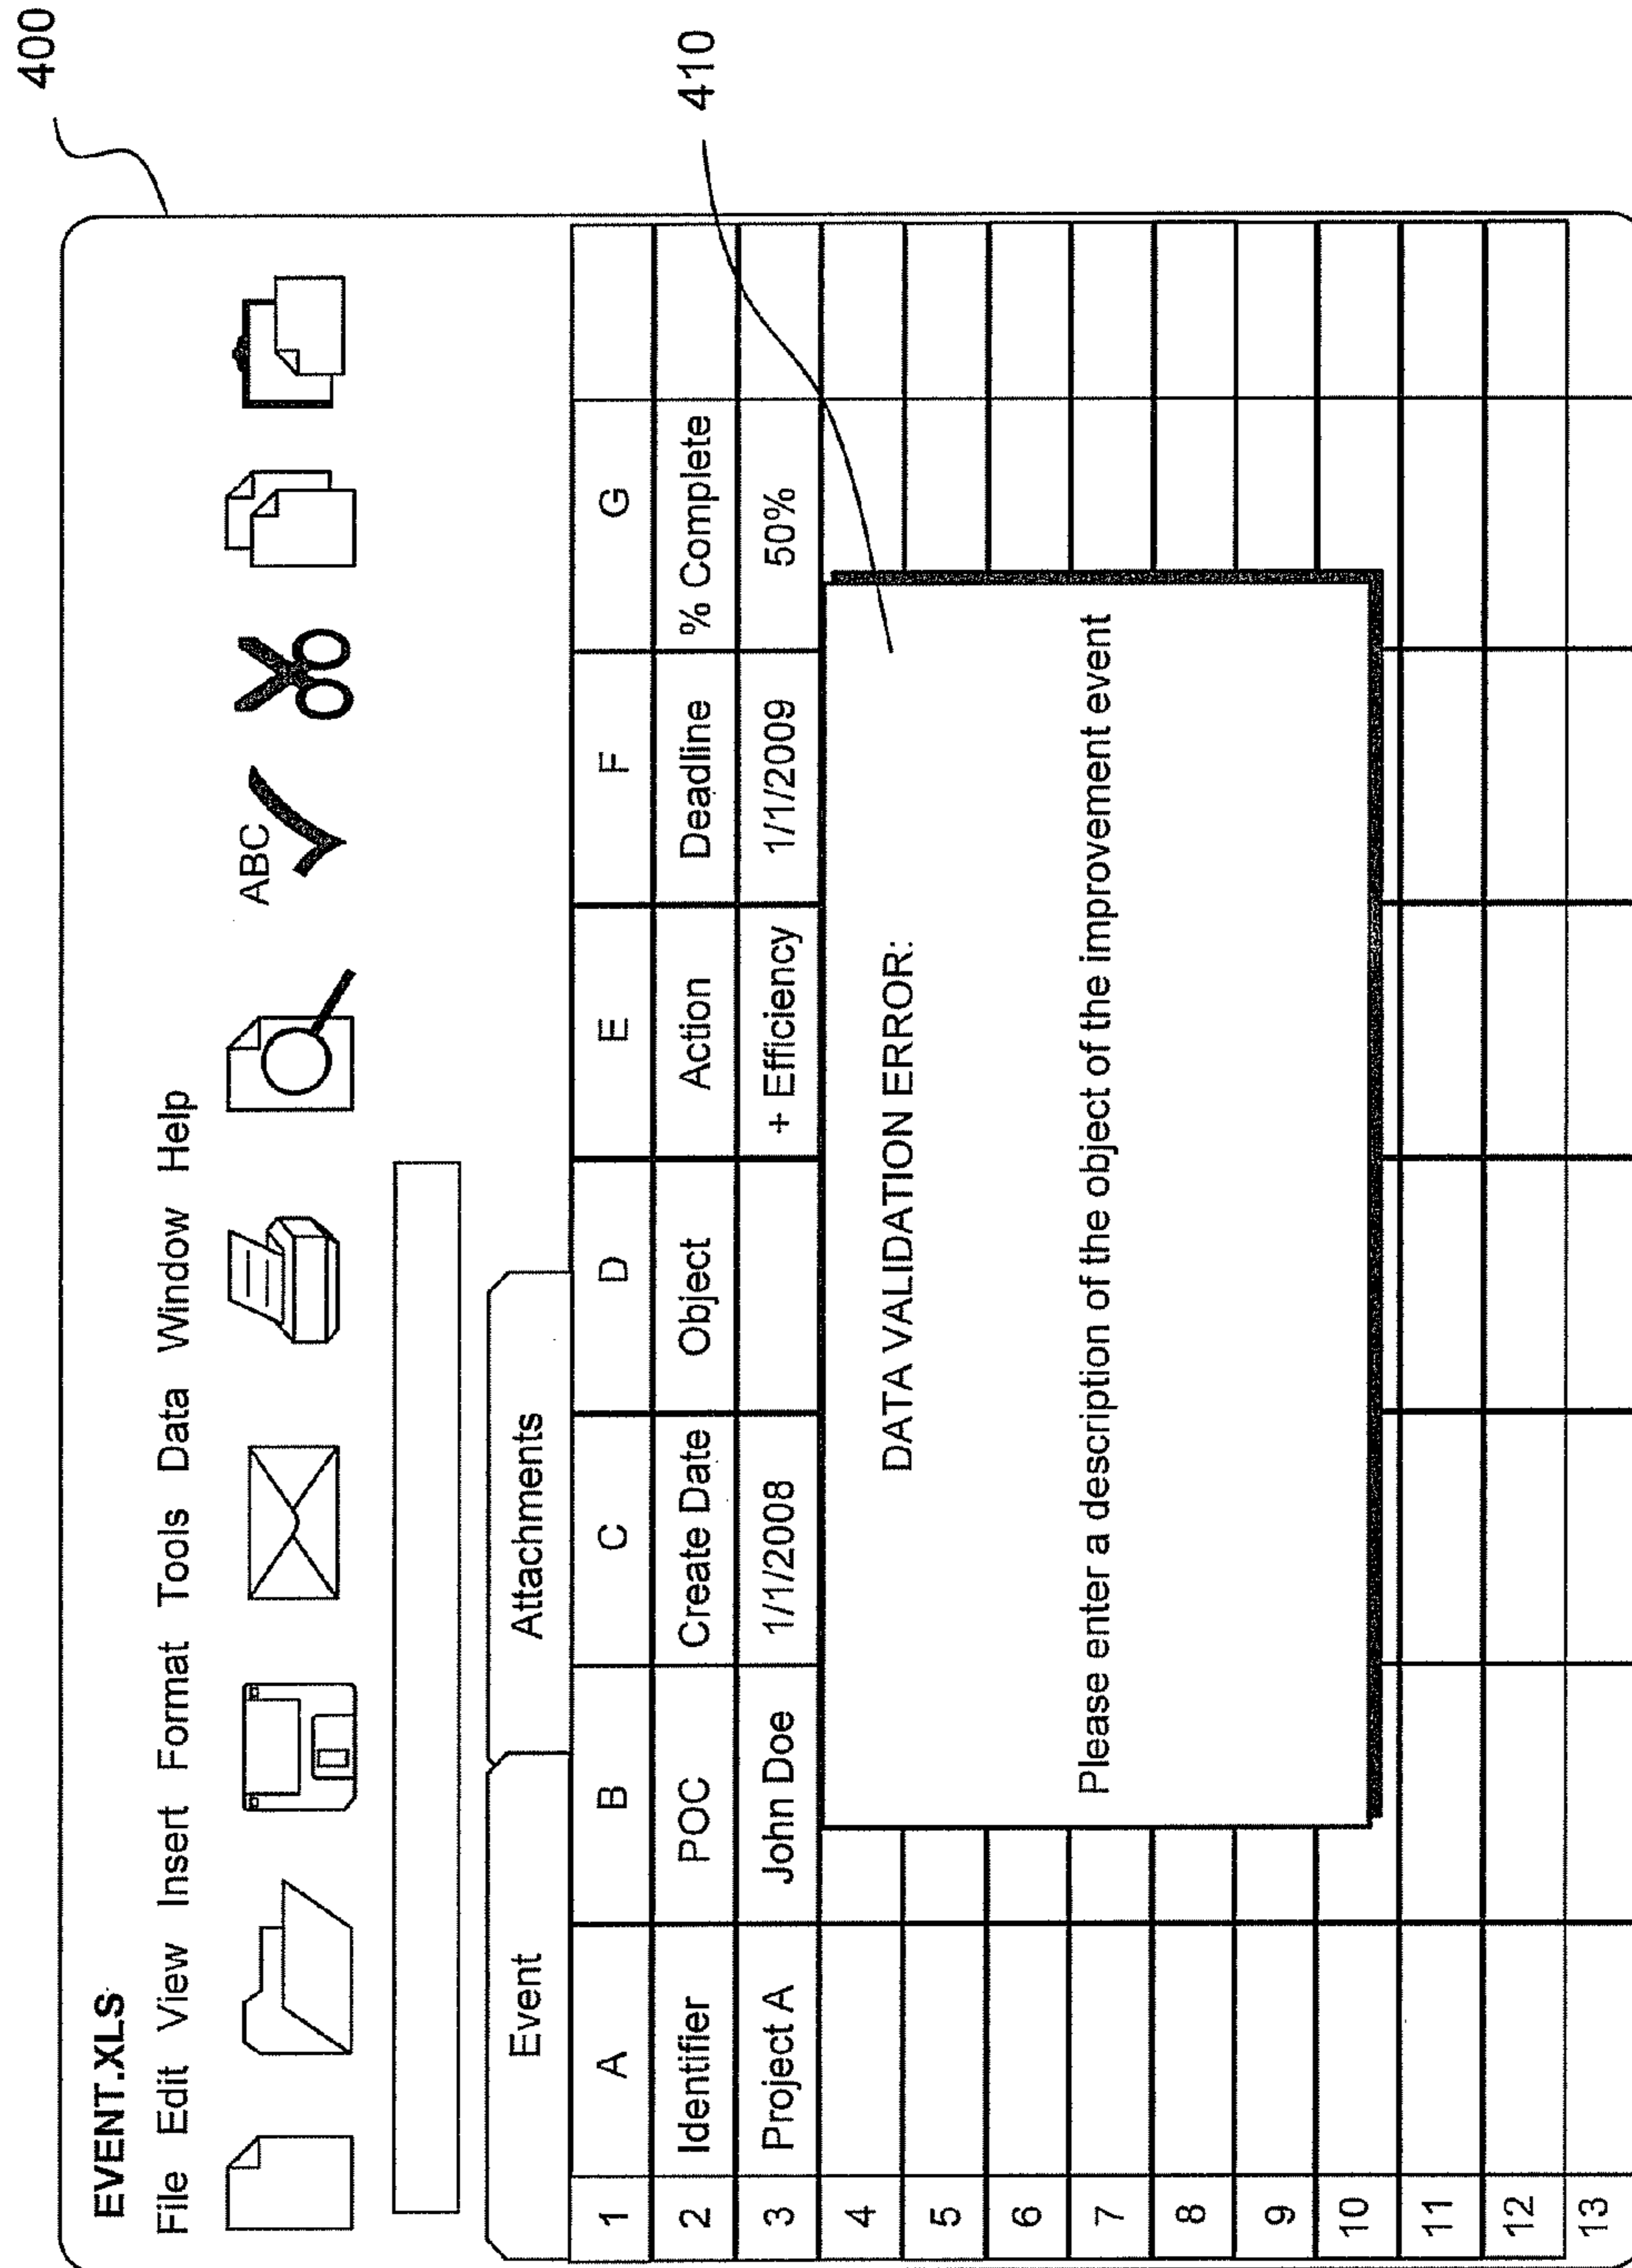 400
EVENT.XLS
File Edit View Insert Format Tools Data Window Help
ABC
Event Attachments
1 A B C D E F G
2 Identifier POC Create Date Object Action Deadline % Complete
3 Project A John Doe 1/1/2008 + Efficiency 1/1/2009 50%
410
4
DATA VALIDATION ERROR:
5
6
7
Please enter a description of the object of the improvement event
8
9
10
11
12
13